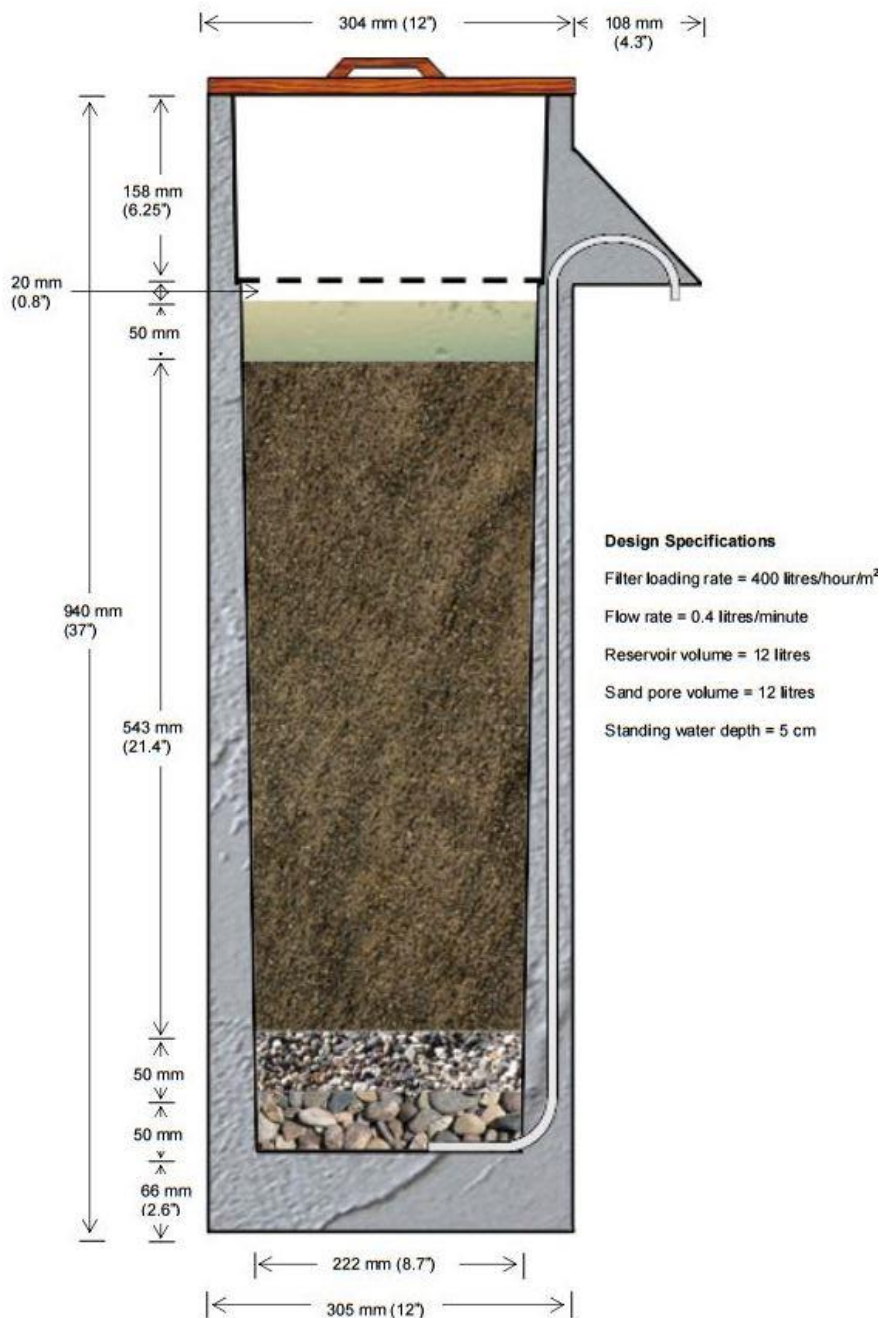 304 mm (12")
108 mm
(4.3")
158 mm
(6.25")
20 mm
(0.8")
50 mm
940 mm
(37")
543 mm
(21.4")
Design Specifications
Filter loading rate = 400 litres/hour/m²
Flow rate = 0.4 litres/minute
Reservoir volume = 12 litres
Sand pore volume = 12 litres
Standing water depth = 5 cm
50 mm
50 mm
66 mm
(2.6")
222 mm (8.7")
305 mm (12")